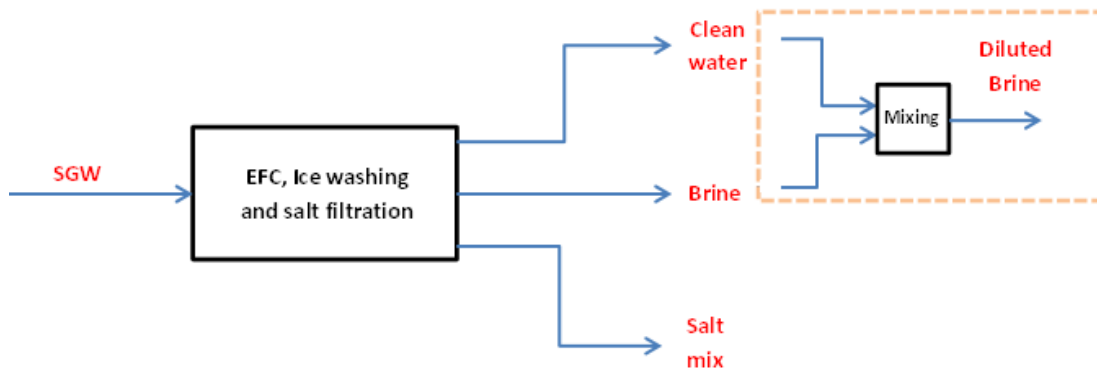 SGW
EFC, Ice washing
and salt filtration
Clean
water
Brine
Salt
mix
Mixing
Diluted
Brine